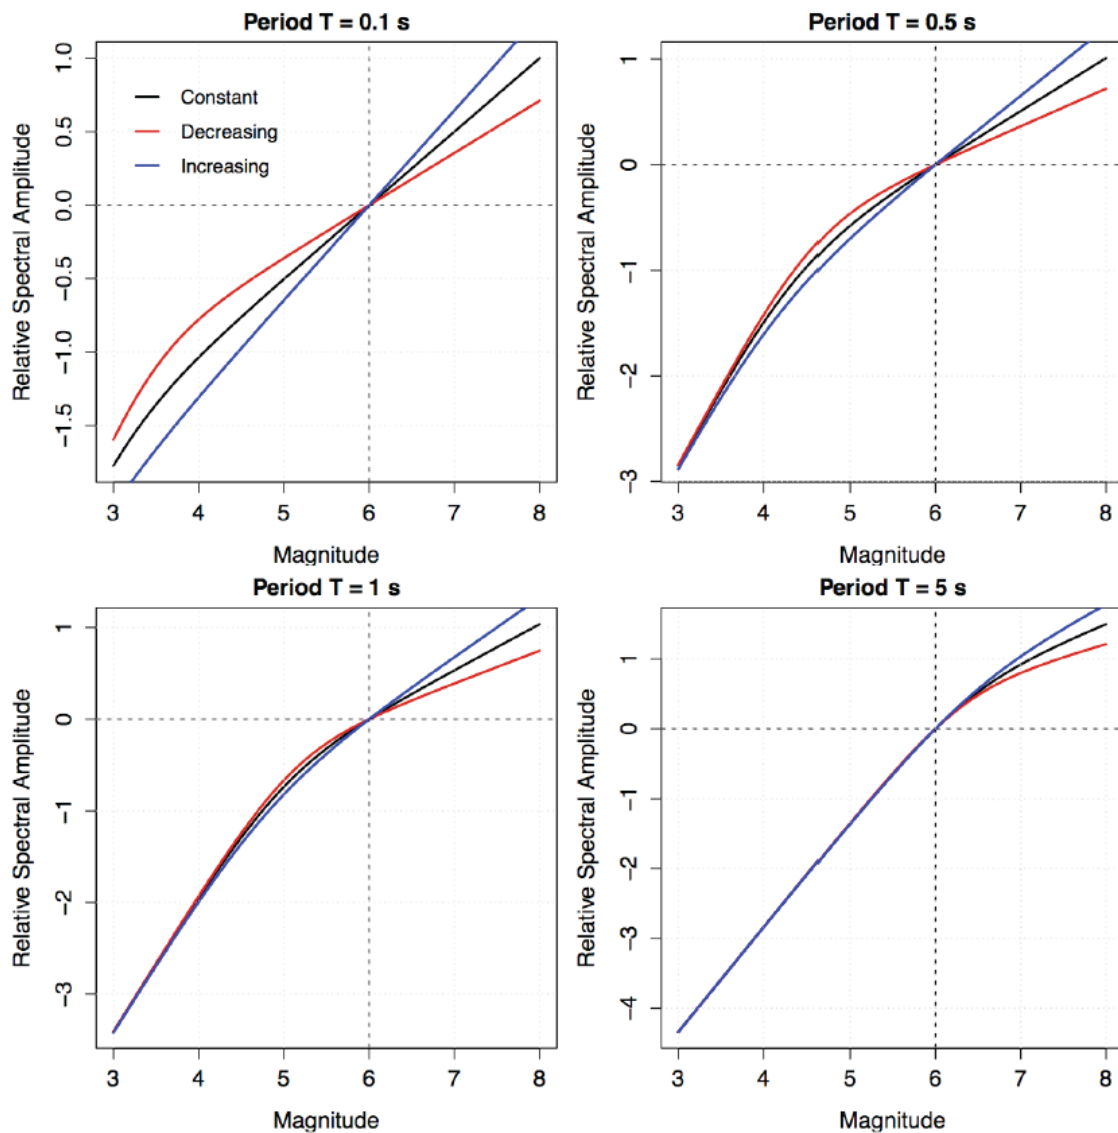 Period T = 0.1 s
Relative Spectral Amplitude
1.0
0.5
0.0
−0.5
−1.0
−1.5
Constant
Decreasing
Increasing
3 4 5 6 7 8
Magnitude
Period T = 0.5 s
Relative Spectral Amplitude
1
0
−1
−2
−3
3 4 5 6 7 8
Magnitude
Period T = 1 s
Relative Spectral Amplitude
1
0
−1
−2
−3
3 4 5 6 7 8
Magnitude
Period T = 5 s
Relative Spectral Amplitude
1
0
−1
−2
−3
−4
3 4 5 6 7 8
Magnitude